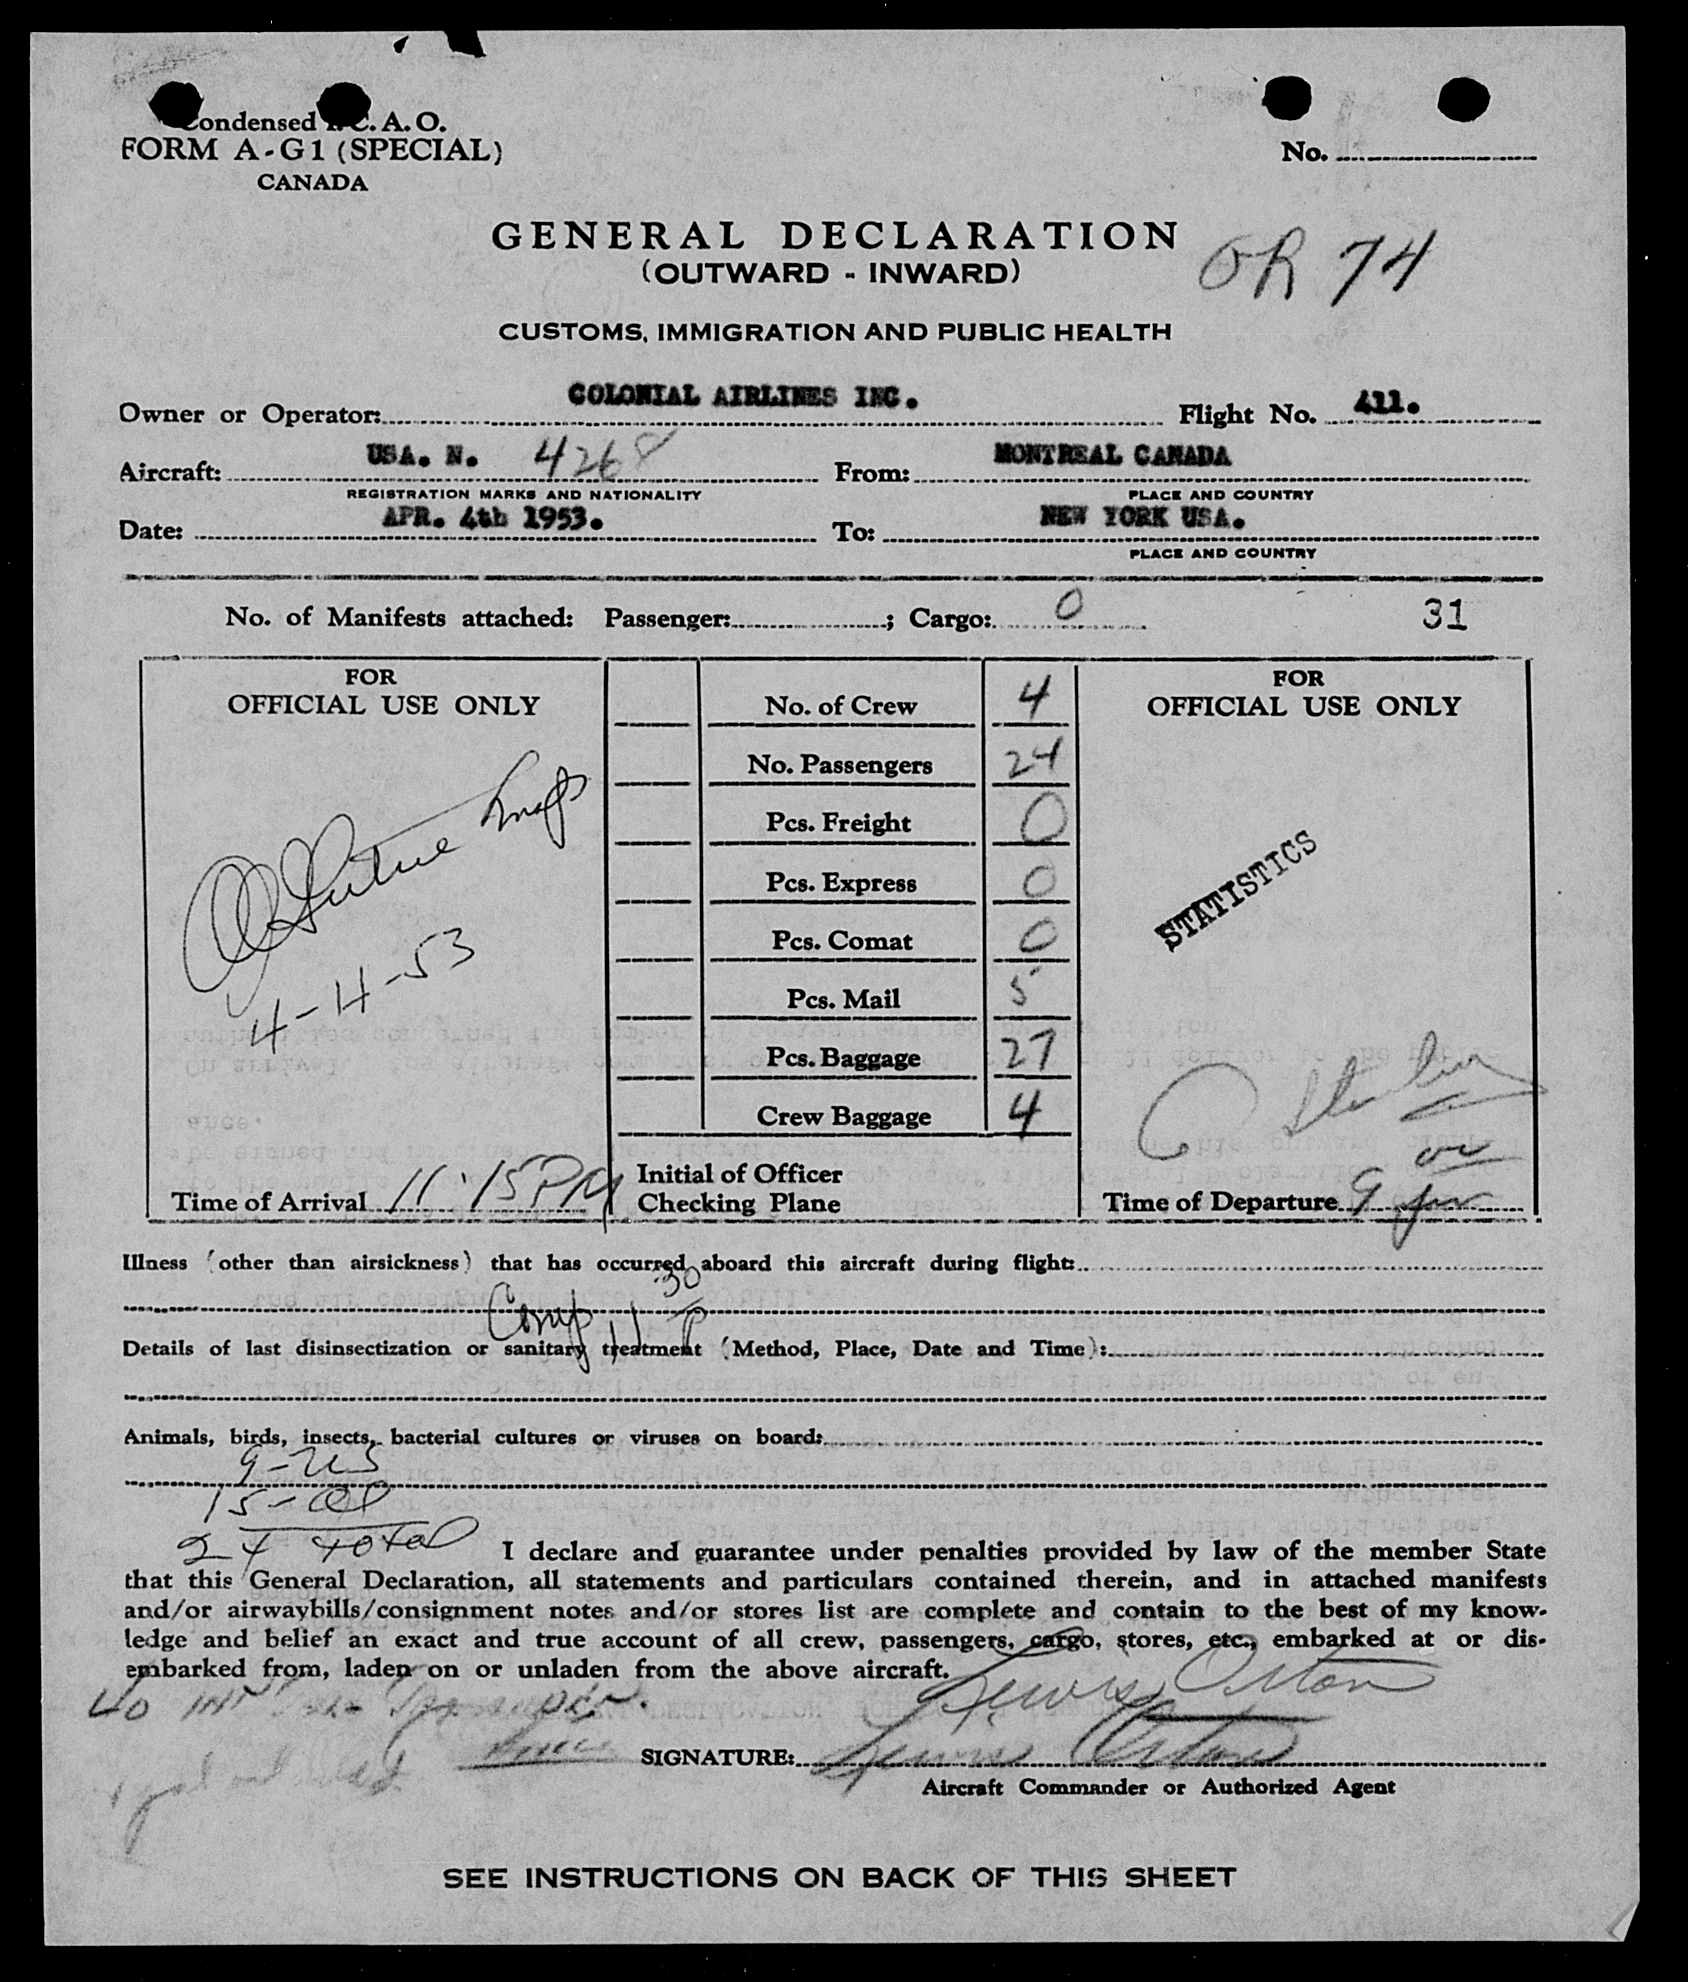 Condensed I.C.A.O.
FORM A-G1 (SPECIAL)
CANADA
No.
GENERAL DECLARATION
(OUTWARD - INWARD)
OR 74
CUSTOMS, IMMIGRATION AND PUBLIC HEALTH
Owner or Operator: COLONIAL AIRLINES INC. Flight No. 411.
Aircraft: USA. N. 4268 From: MONTREAL CANADA
REGISTRATION MARKS AND NATIONALITY PLACE AND COUNTRY
Date: APR. 4th 1953. To: NEW YORK USA.
PLACE AND COUNTRY
No. of Manifests attached: Passenger: ; Cargo: 0 31
FOR
OFFICIAL USE ONLY
4-4-53
Time of Arrival 11:15 PM
No. of Crew 4
No. Passengers 24
Pcs. Freight 0
Pcs. Express 0
Pcs. Comat 0
Pcs. Mail 5
Pcs. Baggage 27
Crew Baggage 4
Initial of Officer
Checking Plane
FOR
OFFICIAL USE ONLY
STATISTICS
Time of Departure 9 pm
Illness (other than airsickness) that has occurred aboard this aircraft during flight:
Comp 11 30 P
Details of last disinsectization or sanitary treatment (Method, Place, Date and Time):
Animals, birds, insects, bacterial cultures or viruses on board:
9-US
15-al
24 total
I declare and guarantee under penalties provided by law of the member State
that this General Declaration, all statements and particulars contained therein, and in attached manifests
and/or airwaybills/consignment notes and/or stores list are complete and contain to the best of my know-
ledge and belief an exact and true account of all crew, passengers, cargo, stores, etc., embarked at or dis-
embarked from, laden on or unladen from the above aircraft.
Lewis Orton
SIGNATURE: Lewis Orton
Aircraft Commander or Authorized Agent
SEE INSTRUCTIONS ON BACK OF THIS SHEET